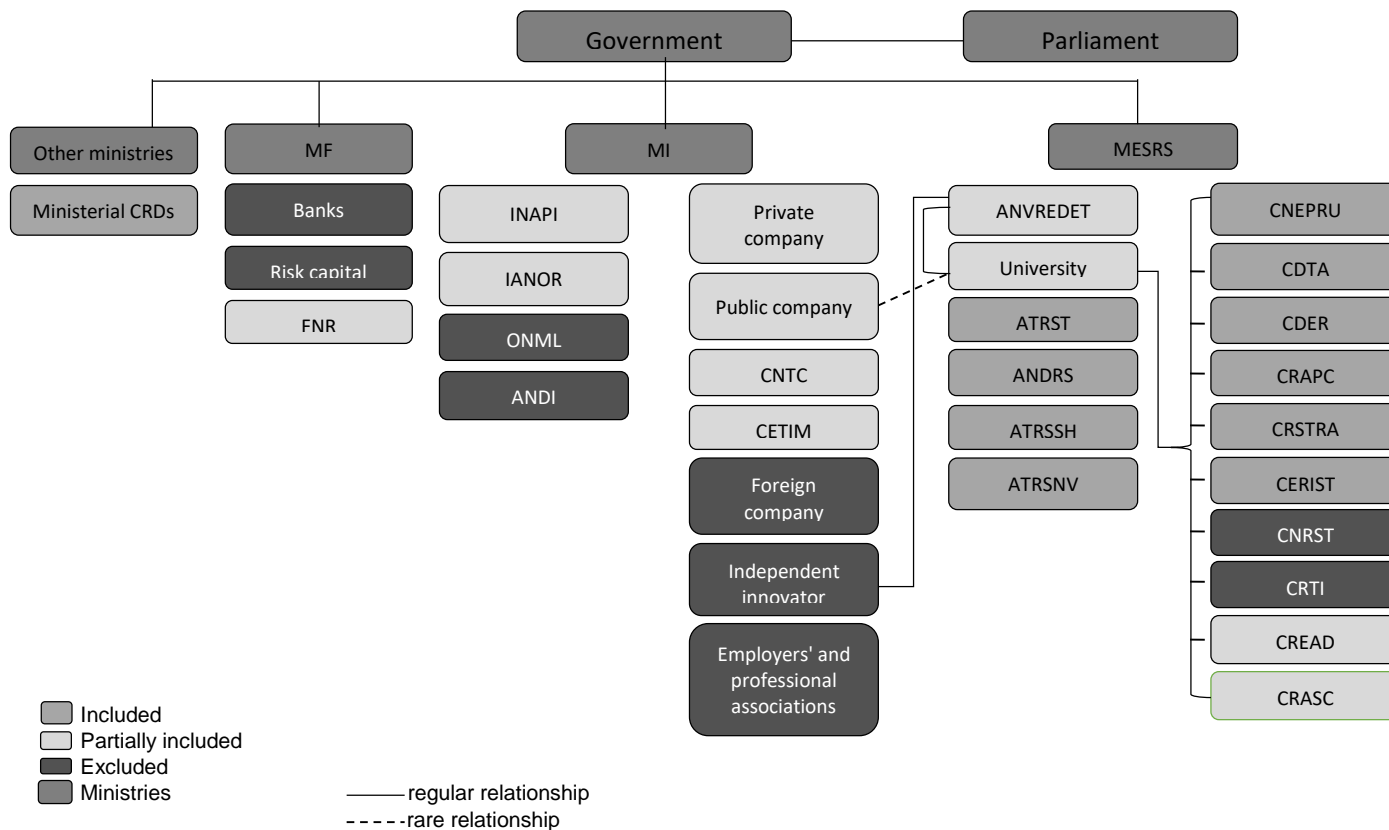 Government
Parliament
Other ministries
MF
MI
MESRS
Ministerial CRDs
Banks
Risk capital
FNR
INAPI
IANOR
ONML
ANDI
Private
company
Public company
CNTC
CETIM
Foreign
company
Independent
innovator
Employers' and
professional
associations
ANVREDET
University
ATRST
ANDRS
ATRSSH
ATRSNV
CNEPRU
CDTA
CDER
CRAPC
CRSTRA
CERIST
CNRST
CRTI
CREAD
CRASC
Included
Partially included
Excluded
Ministries
regular relationship
rare relationship